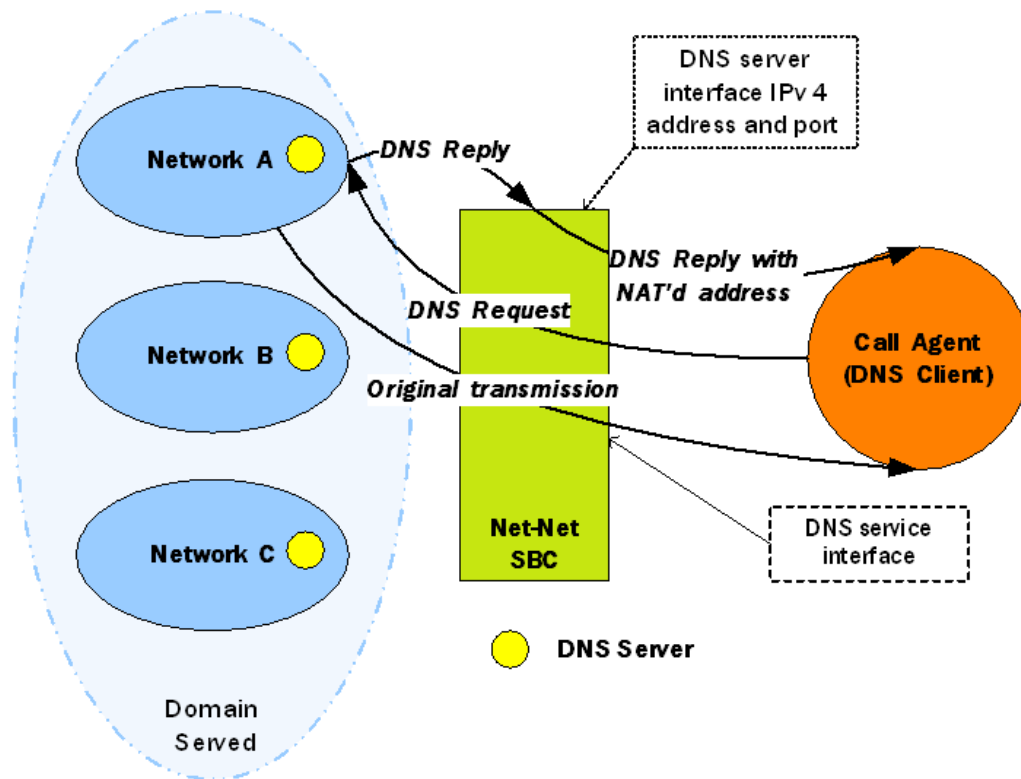 DNS server
interface IPv 4
address and port
Network A
DNS Reply
DNS Reply with
NAT'd address
DNS Request
Call Agent
(DNS Client)
Network B
Original transmission
Net-Net
SBC
DNS service
interface
Network C
DNS Server
Domain
Served